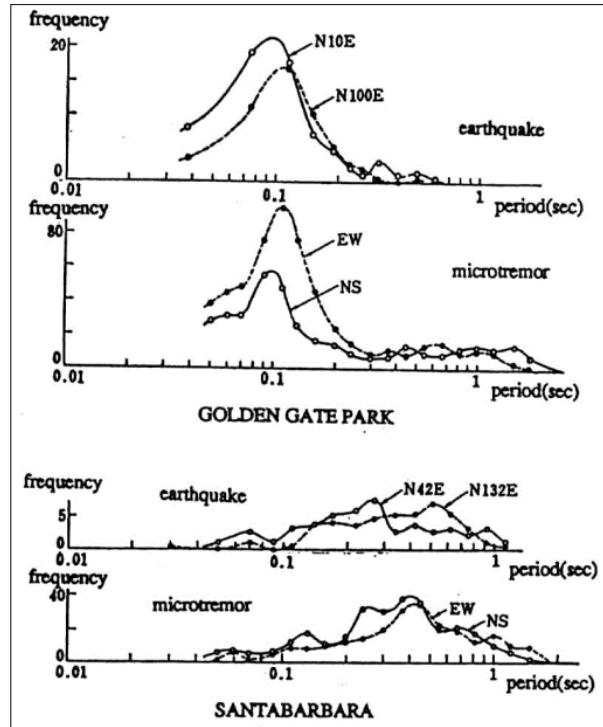 frequency
20
N10E
N100E
earthquake
0
0.01 0.1 1
period(sec)
frequency
80
EW
NS
microtremor
0
0.01 0.1 1
period(sec)
GOLDEN GATE PARK
frequency
earthquake
N42E N132E
5
0
0.01 0.1 1
period(sec)
frequency
40
microtremor
EW
NS
0
0.01 0.1 1
period(sec)
SANTABARBARA